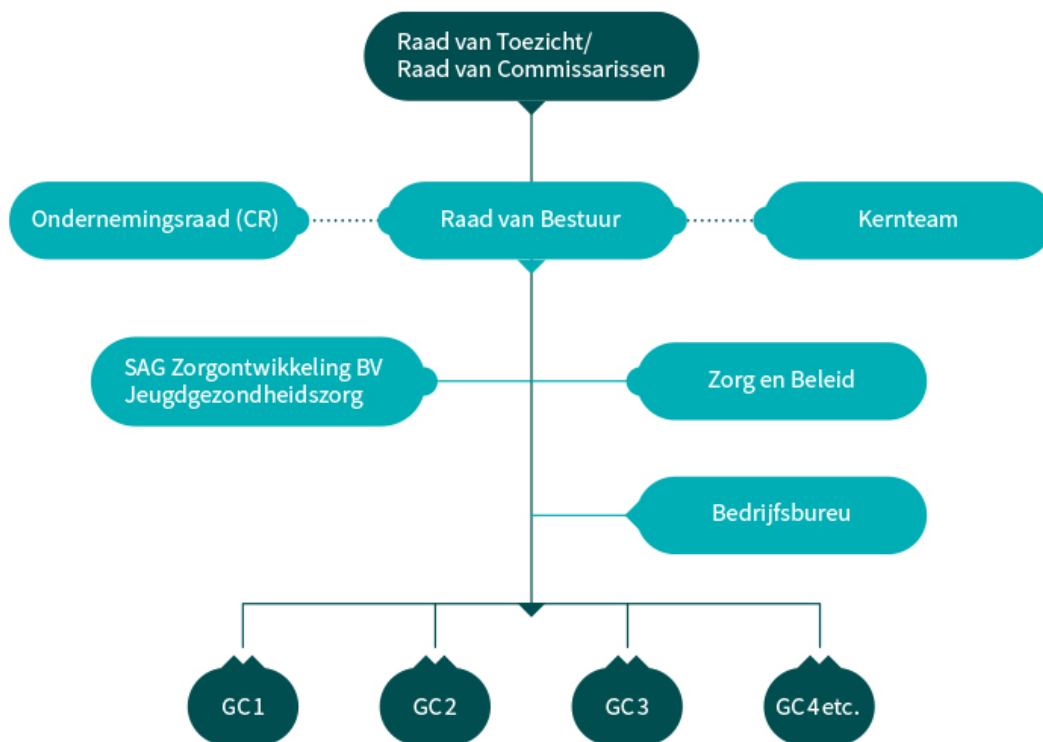 Raad van Toezicht/
Raad van Commissarissen
Ondernemingsraad (CR)
Raad van Bestuur
Kernteam
SAG Zorgontwikkeling BV
Jeugdgezondheidszorg
Zorg en Beleid
Bedrijfsbureu
GC 1
GC 2
GC 3
GC 4 etc.